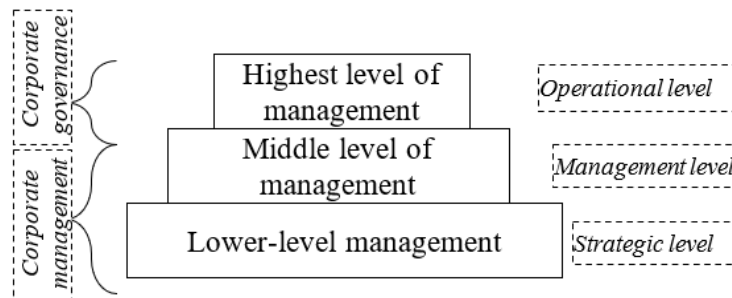 Corporate
governance
Corporate
management
Highest level of
management
Operational level
Middle level of
management
Management level
Lower-level management
Strategic level